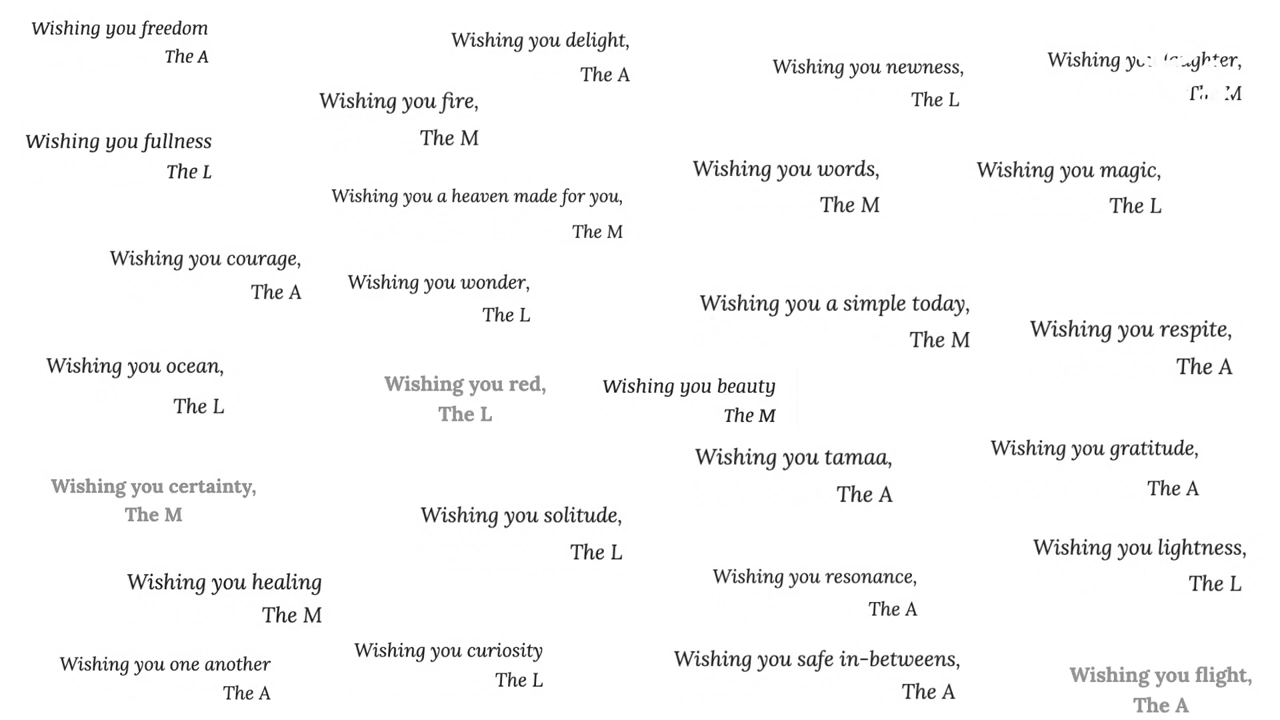 Wishing you freedom
The A
Wishing you delight,
The A
Wishing you newness,
The L
Wishing you laughter,
The M
Wishing you fire,
The M
Wishing you fullness
The L
Wishing you words,
The M
Wishing you magic,
The L
Wishing you a heaven made for you,
The M
Wishing you courage,
The A
Wishing you wonder,
The L
Wishing you a simple today,
The M
Wishing you respite,
The A
Wishing you ocean,
The L
Wishing you red,
The L
Wishing you beauty
The M
Wishing you tamaa,
The A
Wishing you gratitude,
The A
Wishing you certainty,
The M
Wishing you solitude,
The L
Wishing you lightness,
The L
Wishing you healing
The M
Wishing you resonance,
The A
Wishing you one another
The A
Wishing you curiosity
The L
Wishing you safe in-betweens,
The A
Wishing you flight,
The A